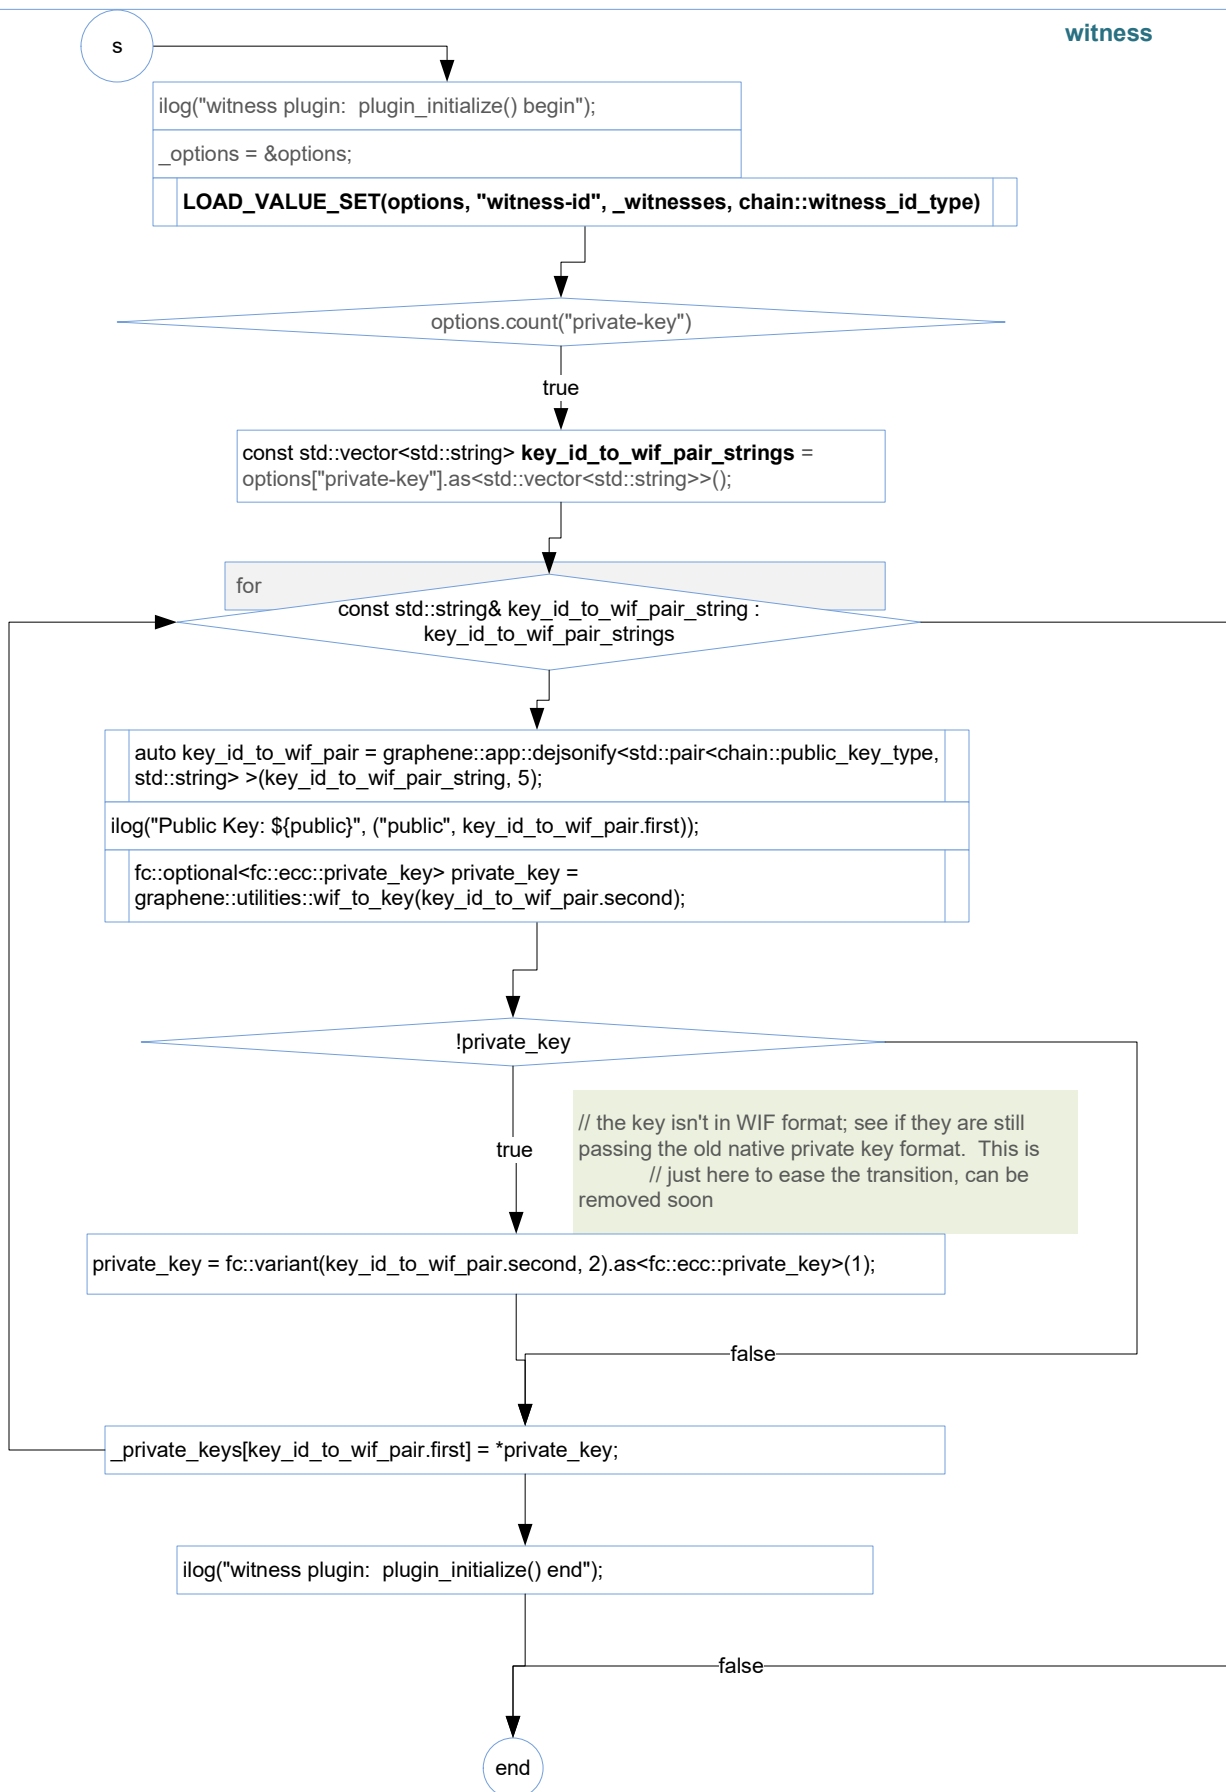 witness
s
ilog("witness plugin:  plugin_initialize() begin");
_options = &options;
LOAD_VALUE_SET(options, "witness-id", _witnesses, chain::witness_id_type)
options.count("private-key")
true
const std::vector<std::string> key_id_to_wif_pair_strings =
options["private-key"].as<std::vector<std::string>>();
for
const std::string& key_id_to_wif_pair_string :
key_id_to_wif_pair_strings
auto key_id_to_wif_pair = graphene::app::dejsonify<std::pair<chain::public_key_type,
std::string> >(key_id_to_wif_pair_string, 5);
ilog("Public Key: ${public}", ("public", key_id_to_wif_pair.first));
fc::optional<fc::ecc::private_key> private_key =
graphene::utilities::wif_to_key(key_id_to_wif_pair.second);
!private_key
// the key isn't in WIF format; see if they are still
passing the old native private key format.  This is
// just here to ease the transition, can be
removed soon
true
private_key = fc::variant(key_id_to_wif_pair.second, 2).as<fc::ecc::private_key>(1);
false
_private_keys[key_id_to_wif_pair.first] = *private_key;
ilog("witness plugin:  plugin_initialize() end");
false
end